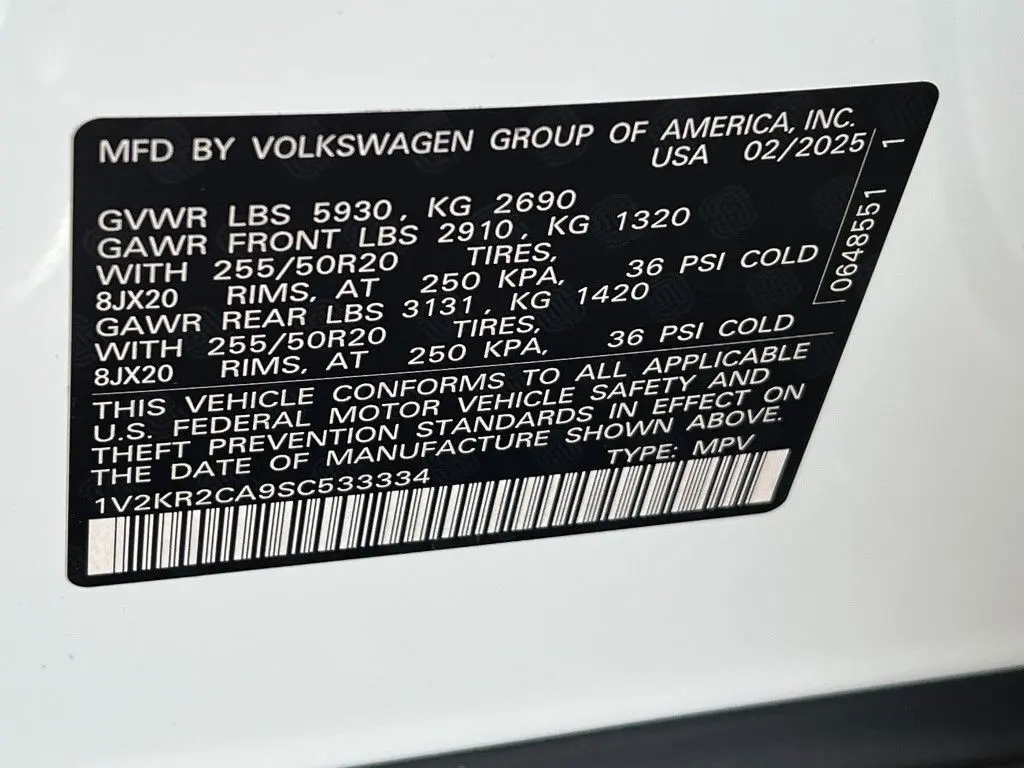 MFD BY VOLKSWAGEN GROUP OF AMERICA, INC.
USA 02/2025
GVWR LBS 5930, KG 2690
GAWR FRONT LBS 2910, KG 1320
WITH 255/50R20 TIRES,
8JX20 RIMS, AT 250 KPA, 36 PSI COLD
GAWR REAR LBS 3131, KG 1420
WITH 255/50R20 TIRES,
8JX20 RIMS, AT 250 KPA, 36 PSI COLD
THIS VEHICLE CONFORMS TO ALL APPLICABLE
U.S. FEDERAL MOTOR VEHICLE SAFETY AND
THEFT PREVENTION STANDARDS IN EFFECT ON
THE DATE OF MANUFACTURE SHOWN ABOVE.
1V2KR2CA9SC533334 TYPE: MPV
0648551 1